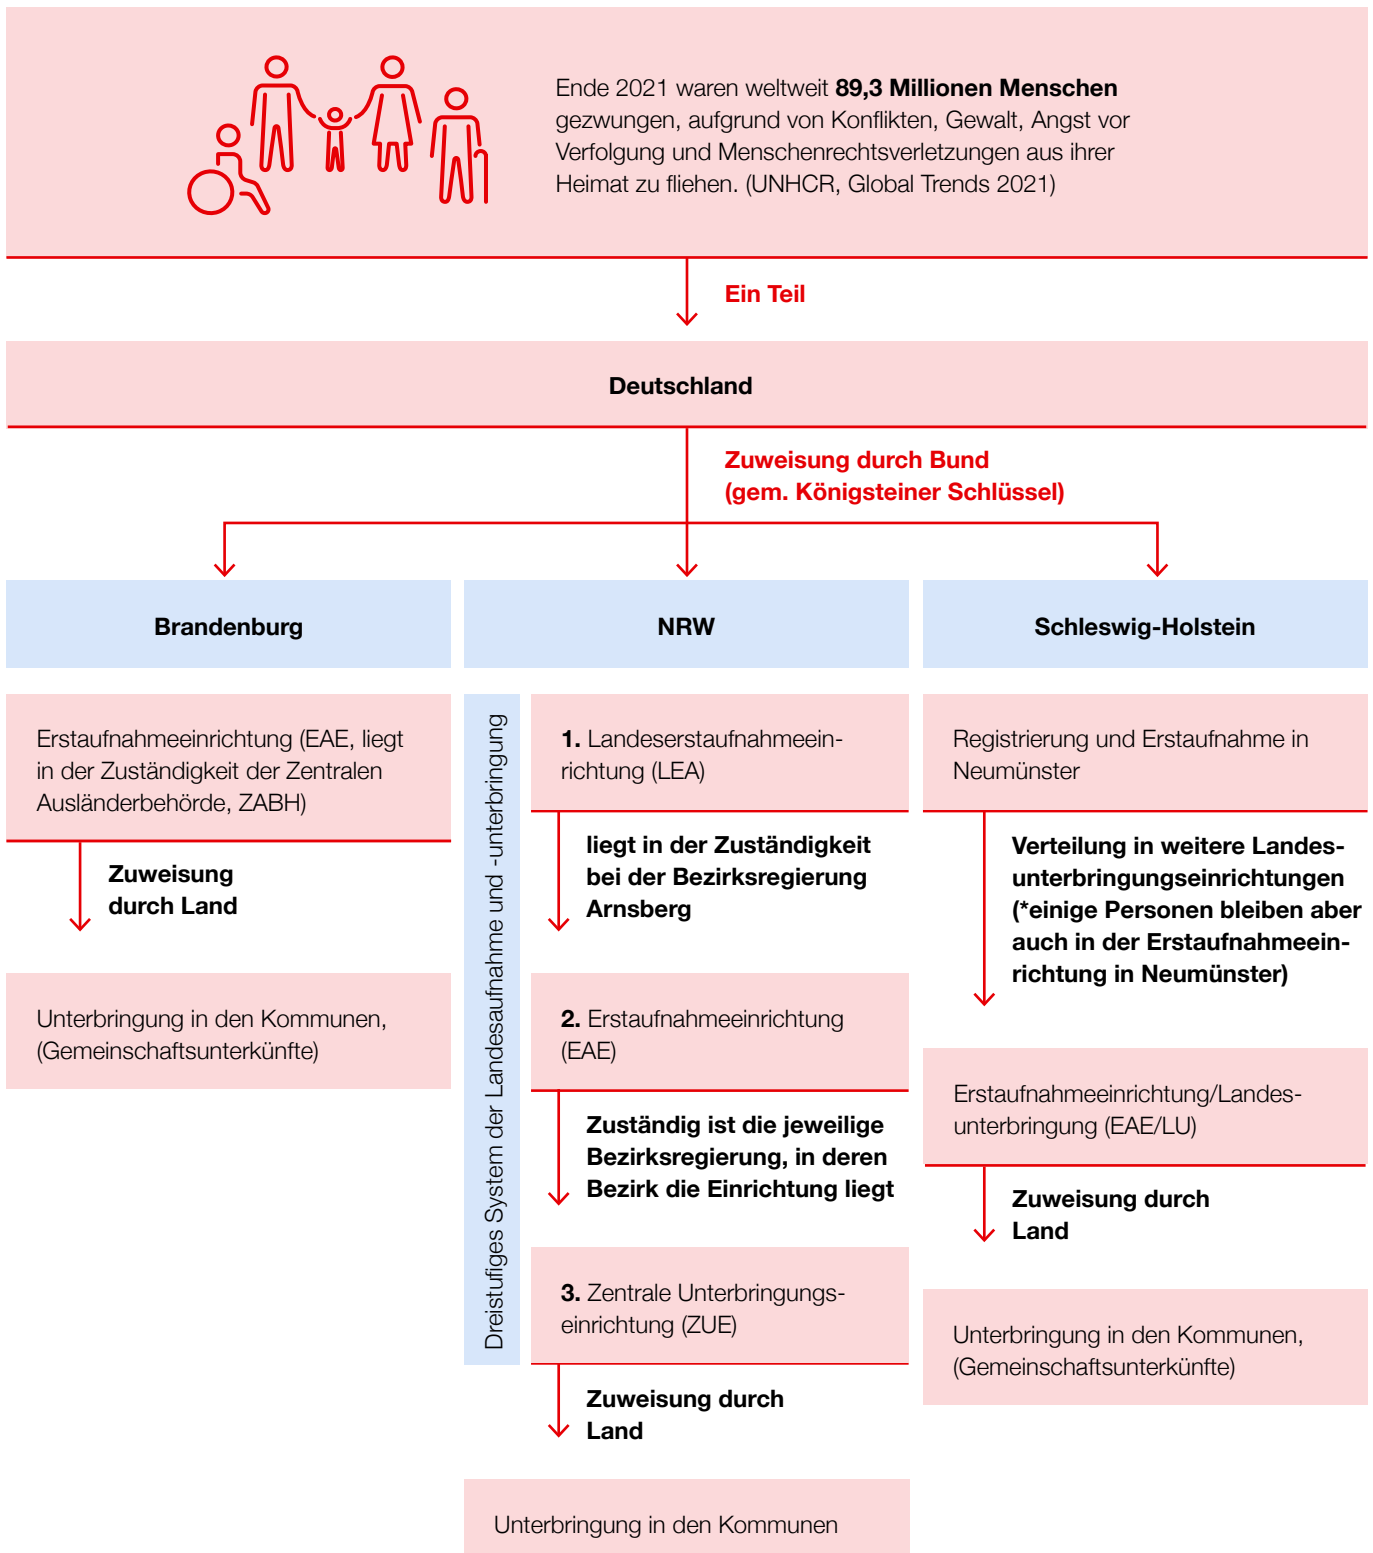 Ende 2021 waren weltweit 89,3 Millionen Menschen
gezwungen, aufgrund von Konflikten, Gewalt, Angst vor
Verfolgung und Menschenrechtsverletzungen aus ihrer
Heimat zu fliehen. (UNHCR, Global Trends 2021)
Ein Teil
Deutschland
Zuweisung durch Bund
(gem. Königsteiner Schlüssel)
Brandenburg
Erstaufnahmeeinrichtung (EAE, liegt
in der Zuständigkeit der Zentralen
Ausländerbehörde, ZABH)
Zuweisung
durch Land
Unterbringung in den Kommunen,
(Gemeinschaftsunterkünfte)
NRW
Dreistufiges System der Landesaufnahme und -unterbringung
1. Landeserstaufnahmeein-
richtung (LEA)
liegt in der Zuständigkeit
bei der Bezirksregierung
Arnsberg
2. Erstaufnahmeeinrichtung
(EAE)
Zuständig ist die jeweilige
Bezirksregierung, in deren
Bezirk die Einrichtung liegt
3. Zentrale Unterbringungs-
einrichtung (ZUE)
Zuweisung durch
Land
Unterbringung in den Kommunen
Schleswig-Holstein
Registrierung und Erstaufnahme in
Neumünster
Verteilung in weitere Landes-
unterbringungseinrichtungen
(*einige Personen bleiben aber
auch in der Erstaufnahmeein-
richtung in Neumünster)
Erstaufnahmeeinrichtung/Landes-
unterbringung (EAE/LU)
Zuweisung durch
Land
Unterbringung in den Kommunen,
(Gemeinschaftsunterkünfte)